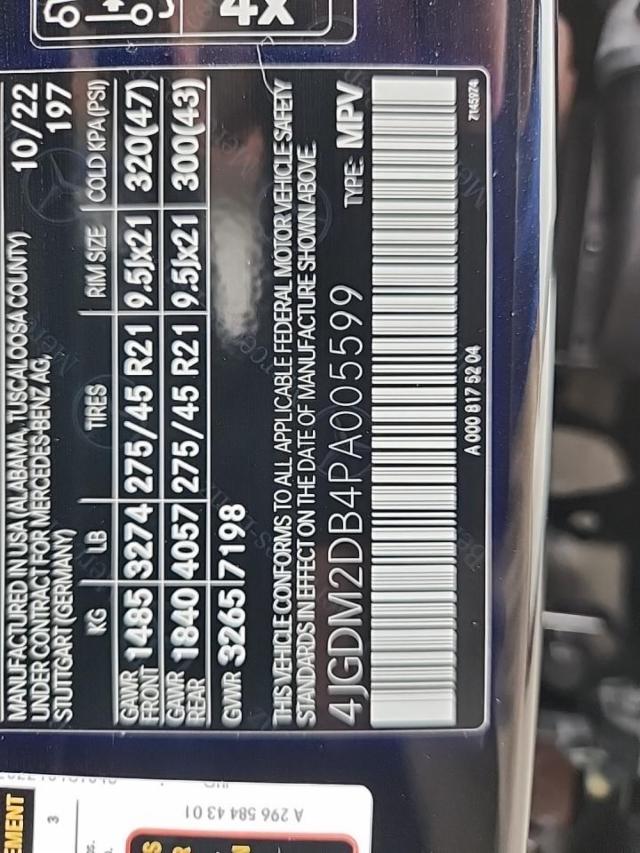 4X
MANUFACTURED IN USA (ALABAMA, TUSCALOOSA COUNTY)
UNDER CONTRACT FOR MERCEDES-BENZ AG,
STUTTGART (GERMANY)
10/22
197
KG LB TIRES RIM SIZE COLD KPA (PSI)
GAWR FRONT 1485 3274 275/45 R21 9.5Jx21 320(47)
GAWR REAR 1840 4057 275/45 R21 9.5Jx21 300(43)
GVWR 3265 7198
THIS VEHICLE CONFORMS TO ALL APPLICABLE FEDERAL MOTOR VEHICLE SAFETY
STANDARDS IN EFFECT ON THE DATE OF MANUFACTURE SHOWN ABOVE.
4JGDM2DB4PA005599 TYPE: MPV
A 000 817 52 04
7145974
A 296 584 43 01
EMENT
3